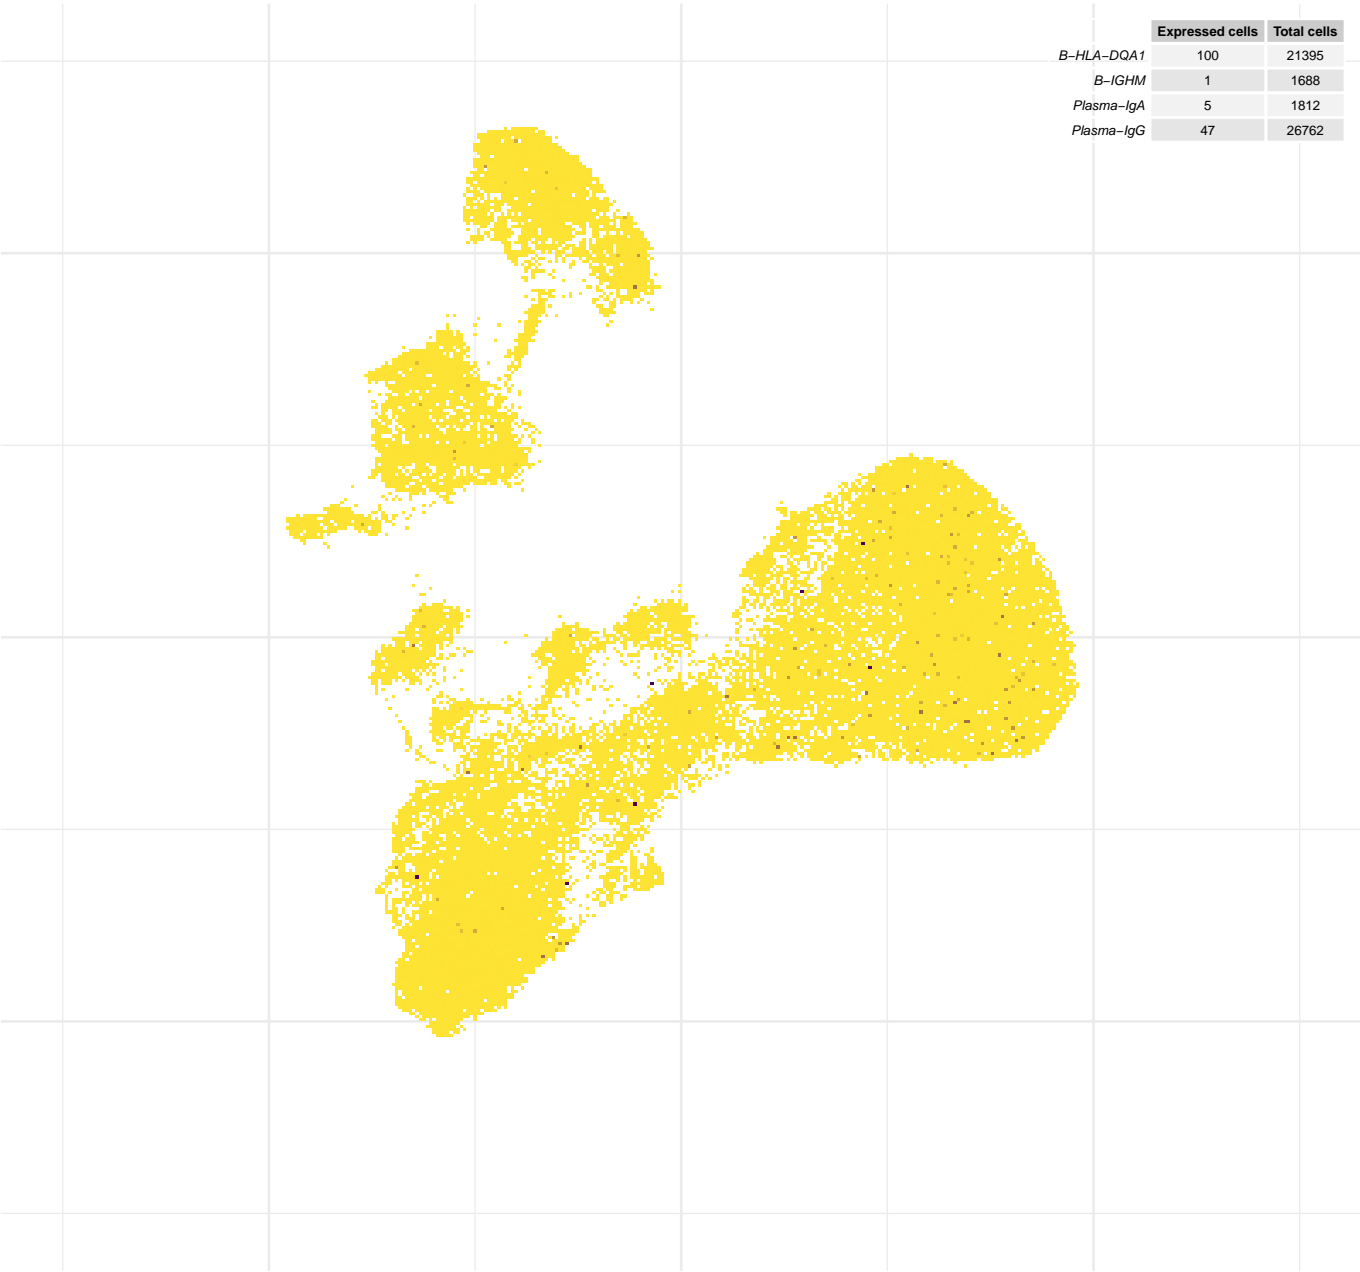 Expressed cells Total cells
B−HLA−DQA1 100 21395
B−IGHM 1 1688
Plasma−IgA 5 1812
Plasma−IgG 47 26762